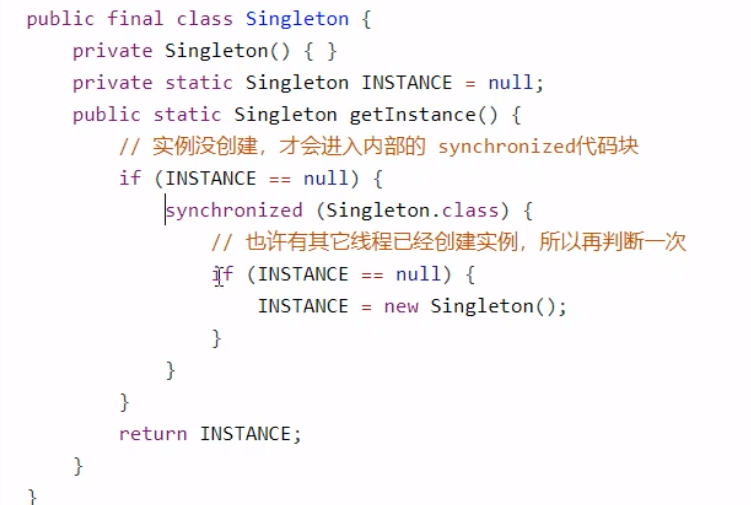 public final class Singleton {
    private Singleton() { }
    private static Singleton INSTANCE = null;
    public static Singleton getInstance() {
        // 实例没创建，才会进入内部的 synchronized代码块
        if (INSTANCE == null) {
            synchronized (Singleton.class) {
                // 也许有其它线程已经创建实例，所以再判断一次
                if (INSTANCE == null) {
                    INSTANCE = new Singleton();
                }
            }
        }
        return INSTANCE;
    }
}